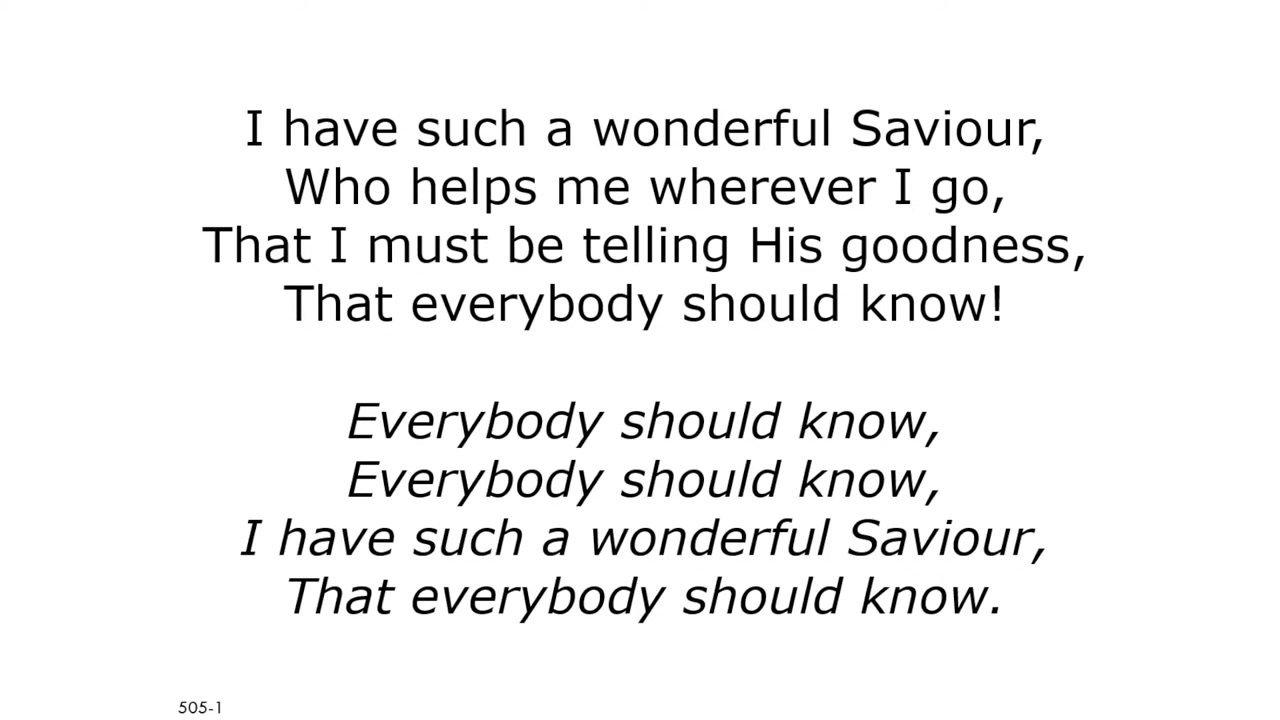 I have such a wonderful Saviour,
Who helps me wherever I go,
That I must be telling His goodness,
That everybody should know!
Everybody should know,
Everybody should know,
I have such a wonderful Saviour,
That everybody should know.
505-1